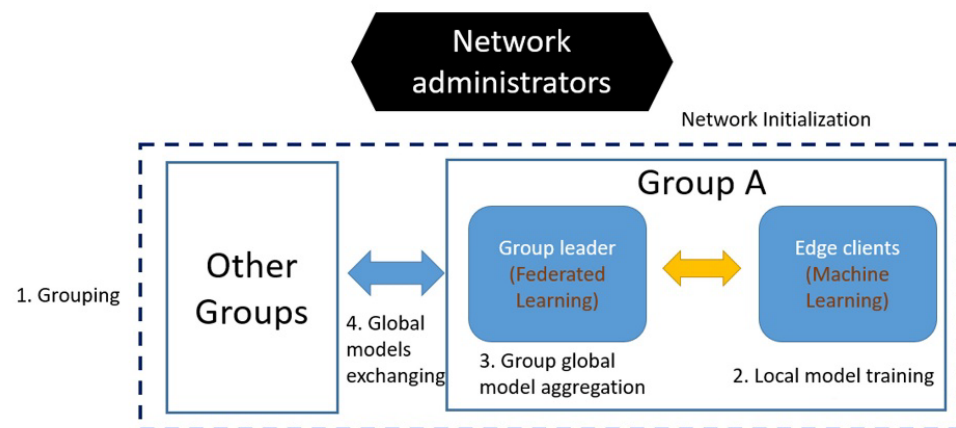 Network
administrators
Network Initialization
Group A
Group leader
(Federated
Learning)
Edge clients
(Machine
Learning)
Other
Groups
1. Grouping
4. Global
models
exchanging
3. Group global
model aggregation
2. Local model training